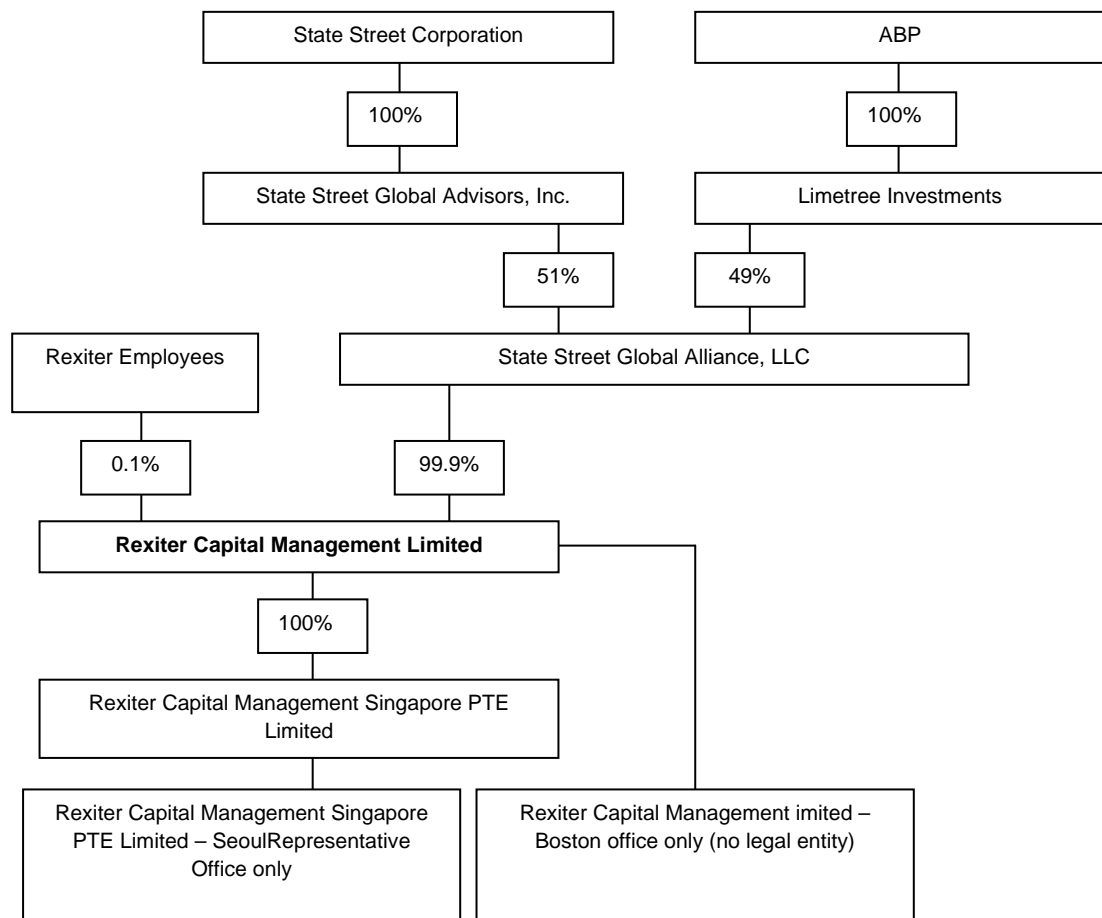 State Street Corporation
ABP
100%
100%
State Street Global Advisors, Inc.
Limetree Investments
51%
49%
Rexiter Employees
State Street Global Alliance, LLC
0.1%
99.9%
Rexiter Capital Management Limited
100%
Rexiter Capital Management Singapore PTE
Limited
Rexiter Capital Management Singapore
PTE Limited – SeoulRepresentative
Office only
Rexiter Capital Management imited –
Boston office only (no legal entity)